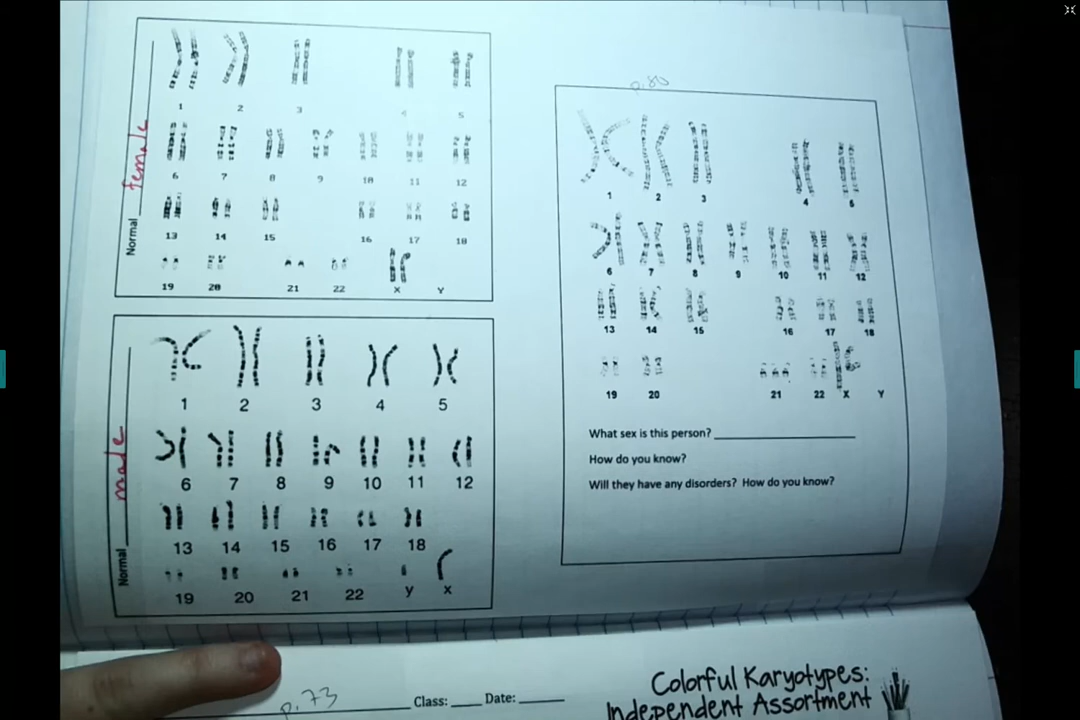 1 2 3 4 5
6 7 8 9 10 11 12
13 14 15 16 17 18
19 20 21 22 X Y
Normal female
1 2 3 4 5
6 7 8 9 10 11 12
13 14 15 16 17 18
19 20 21 22 y x
Normal male
p.80
1 2 3 4 5
6 7 8 9 10 11 12
13 14 15 16 17 18
19 20 21 22 X Y
What sex is this person?
How do you know?
Will they have any disorders? How do you know?
p.73
Class: Date:
Colorful Karyotypes:
Independent Assortment